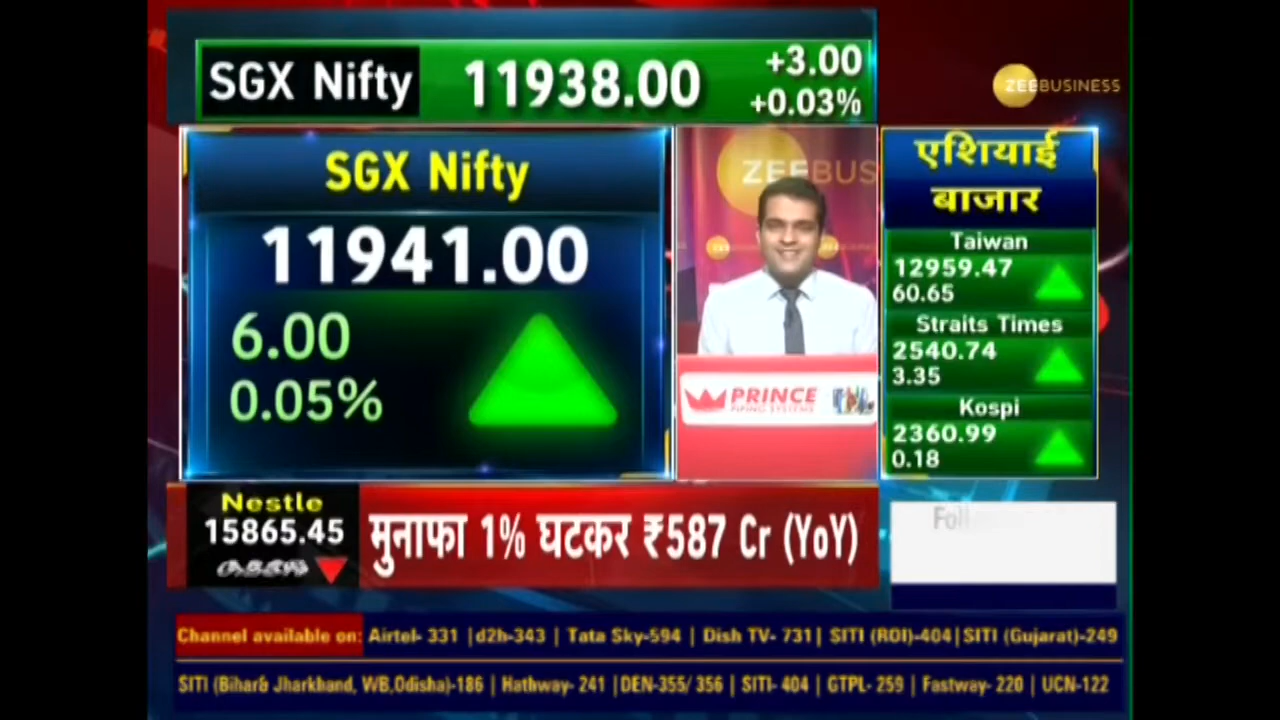 SGX Nifty 11938.00 +3.00
+0.03%
ZEEBUSINESS
SGX Nifty
11941.00
6.00
0.05%
ZEEBUS
PRINCE
PIPING SYSTEMS
एशियाई
बाजार
Taiwan
12959.47
60.65
Straits Times
2540.74
3.35
Kospi
2360.99
0.18
Nestle
15865.45
मुनाफा 1% घटकर ₹587 Cr (YoY)
Channel available on: Airtel- 331 |d2h-343 | Tata Sky-594 | Dish TV- 731| SITI (ROI)-404|SITI (Gujarat)-249
SITI (Bihar& Jharkhand, WB,Odisha)-186 | Hathway- 241 |DEN-355/ 356 | SITI- 404 | GTPL- 259 | Fastway- 220 | UCN-122